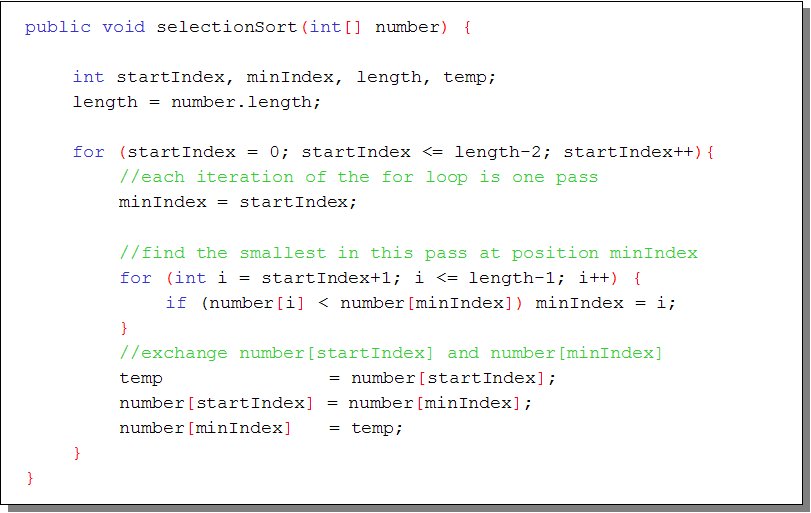 public void selectionSort(int[] number) {
int startIndex, minIndex, length, temp;
length = number.length;
for (startIndex = 0; startIndex <= length-2; startIndex++){
//each iteration of the for loop is one pass
minIndex = startIndex;
//find the smallest in this pass at position minIndex
for (int i = startIndex+1; i <= length-1; i++) {
if (number[i] < number[minIndex]) minIndex = i;
}
//exchange number[startIndex] and number[minIndex]
temp = number[startIndex];
number[startIndex] = number[minIndex];
number[minIndex] = temp;
}
}